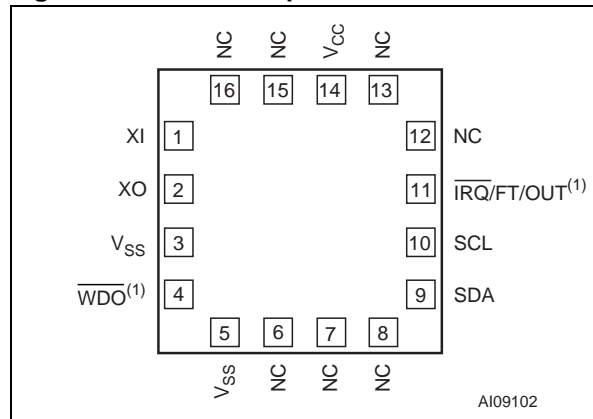 NC NC VCC NC
16 15 14 13
XI 1 12 NC
XO 2 11 IRQ/FT/OUT(1)
VSS 3 10 SCL
WDO(1) 4 9 SDA
5 6 7 8
VSS NC NC NC
AI09102